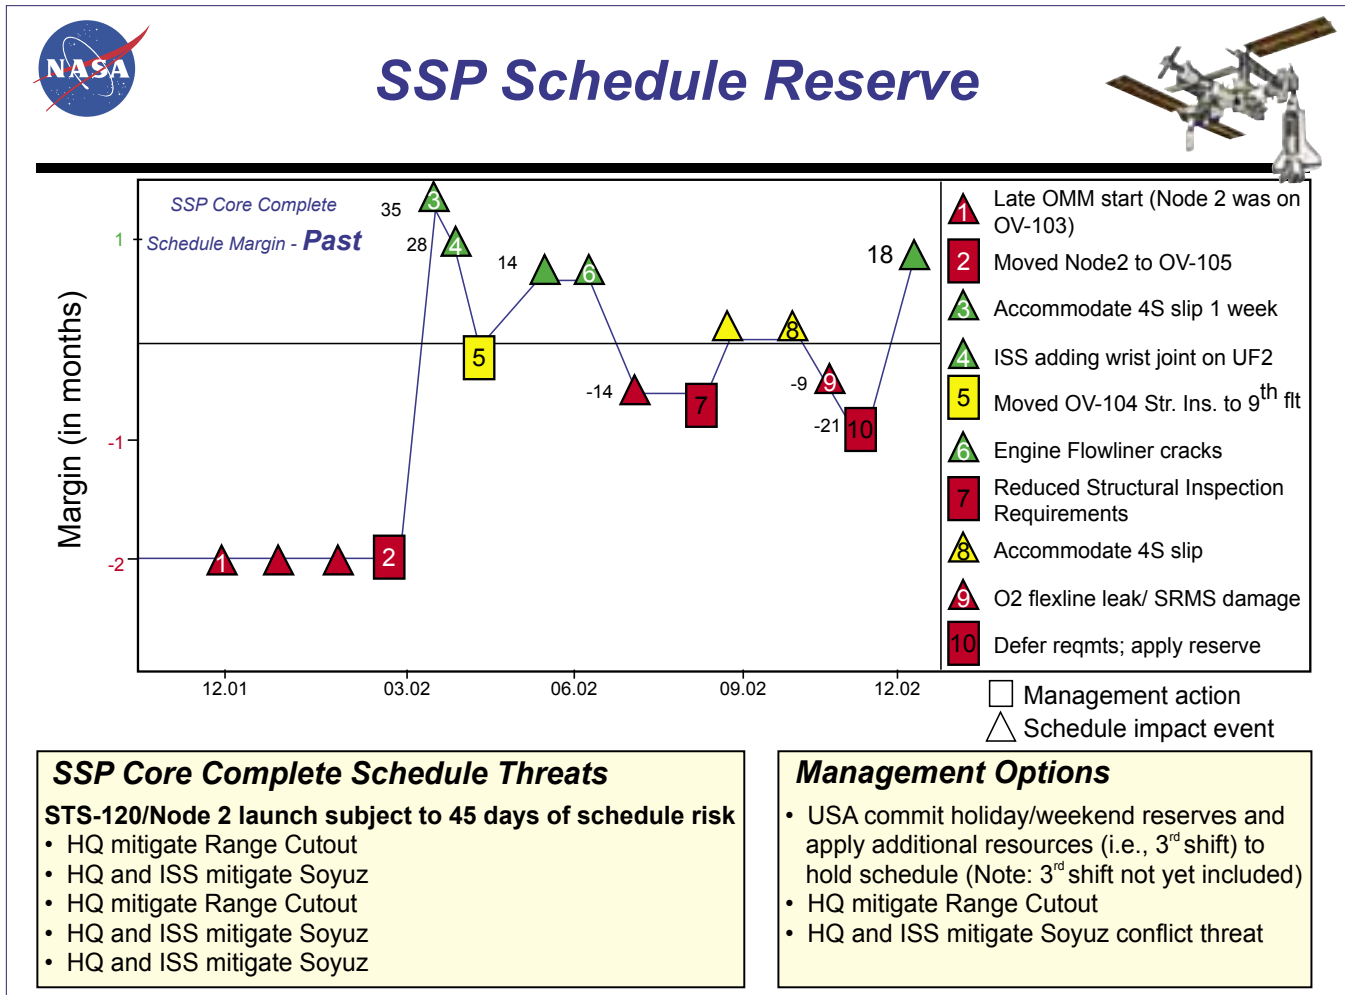 NASA
SSP Schedule Reserve
SSP Core Complete
Schedule Margin - Past
Margin (in months)
1
-1
-2
35
28
14
-14
-9
-21
18
1
2
3
4
5
6
7
8
9
10
12.01
03.02
06.02
09.02
12.02
1 Late OMM start (Node 2 was on
OV-103)
2 Moved Node2 to OV-105
3 Accommodate 4S slip 1 week
4 ISS adding wrist joint on UF2
5 Moved OV-104 Str. Ins. to 9th flt
6 Engine Flowliner cracks
7 Reduced Structural Inspection
Requirements
8 Accommodate 4S slip
9 O2 flexline leak/ SRMS damage
10 Defer reqmts; apply reserve
Management action
Schedule impact event
SSP Core Complete Schedule Threats
STS-120/Node 2 launch subject to 45 days of schedule risk
• HQ mitigate Range Cutout
• HQ and ISS mitigate Soyuz
• HQ mitigate Range Cutout
• HQ and ISS mitigate Soyuz
• HQ and ISS mitigate Soyuz
Management Options
• USA commit holiday/weekend reserves and
apply additional resources (i.e., 3rd shift) to
hold schedule (Note: 3rd shift not yet included)
• HQ mitigate Range Cutout
• HQ and ISS mitigate Soyuz conflict threat